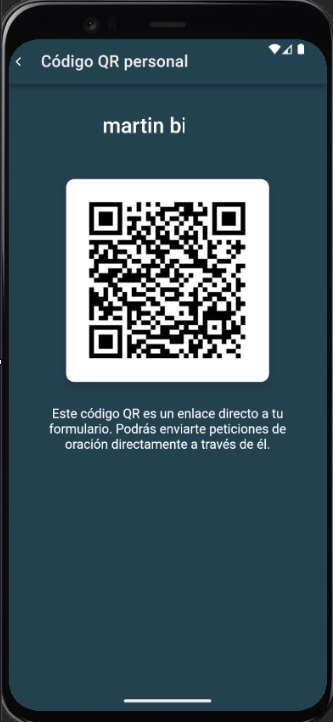 Código QR personal
martin bi
Este código QR es un enlace directo a tu
formulario. Podrás enviarte peticiones de
oración directamente a través de él.